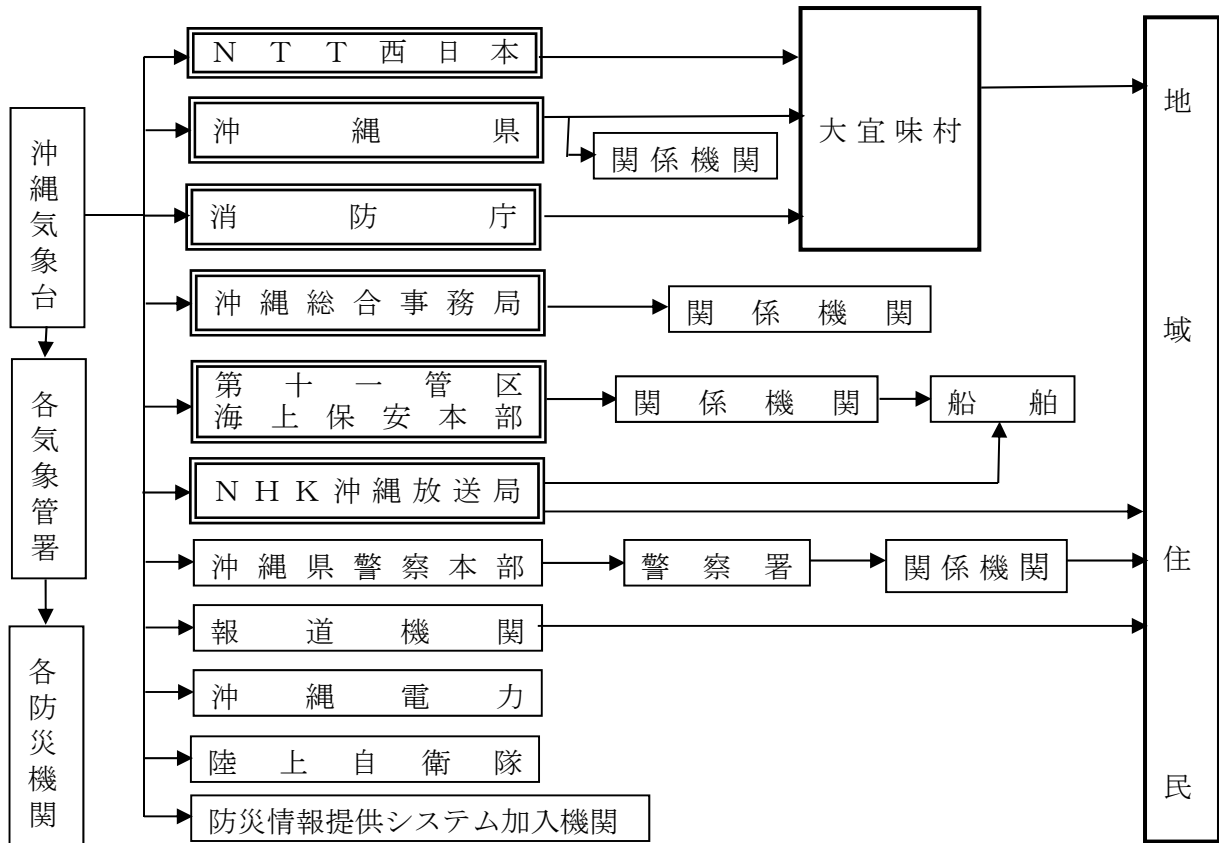 沖縄気象台
各気象管署
各防災機関
NTT西日本
沖縄県
関係機関
消防庁
沖縄総合事務局
関係機関
第十一管区
海上保安本部
関係機関
船舶
NHK沖縄放送局
沖縄県警察本部
警察署
関係機関
報道機関
沖縄電力
陸上自衛隊
防災情報提供システム加入機関
大宜味村
地域住民